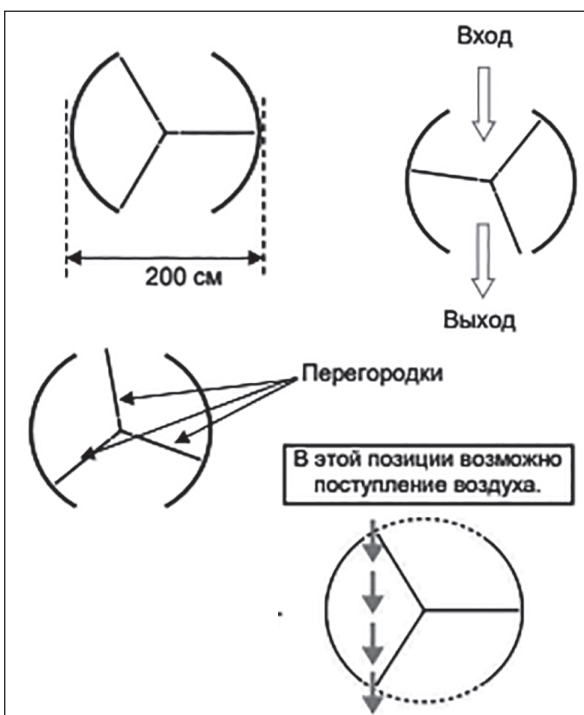 Вход
200 см
Выход
Перегородки
В этой позиции возможно
поступление воздуха.